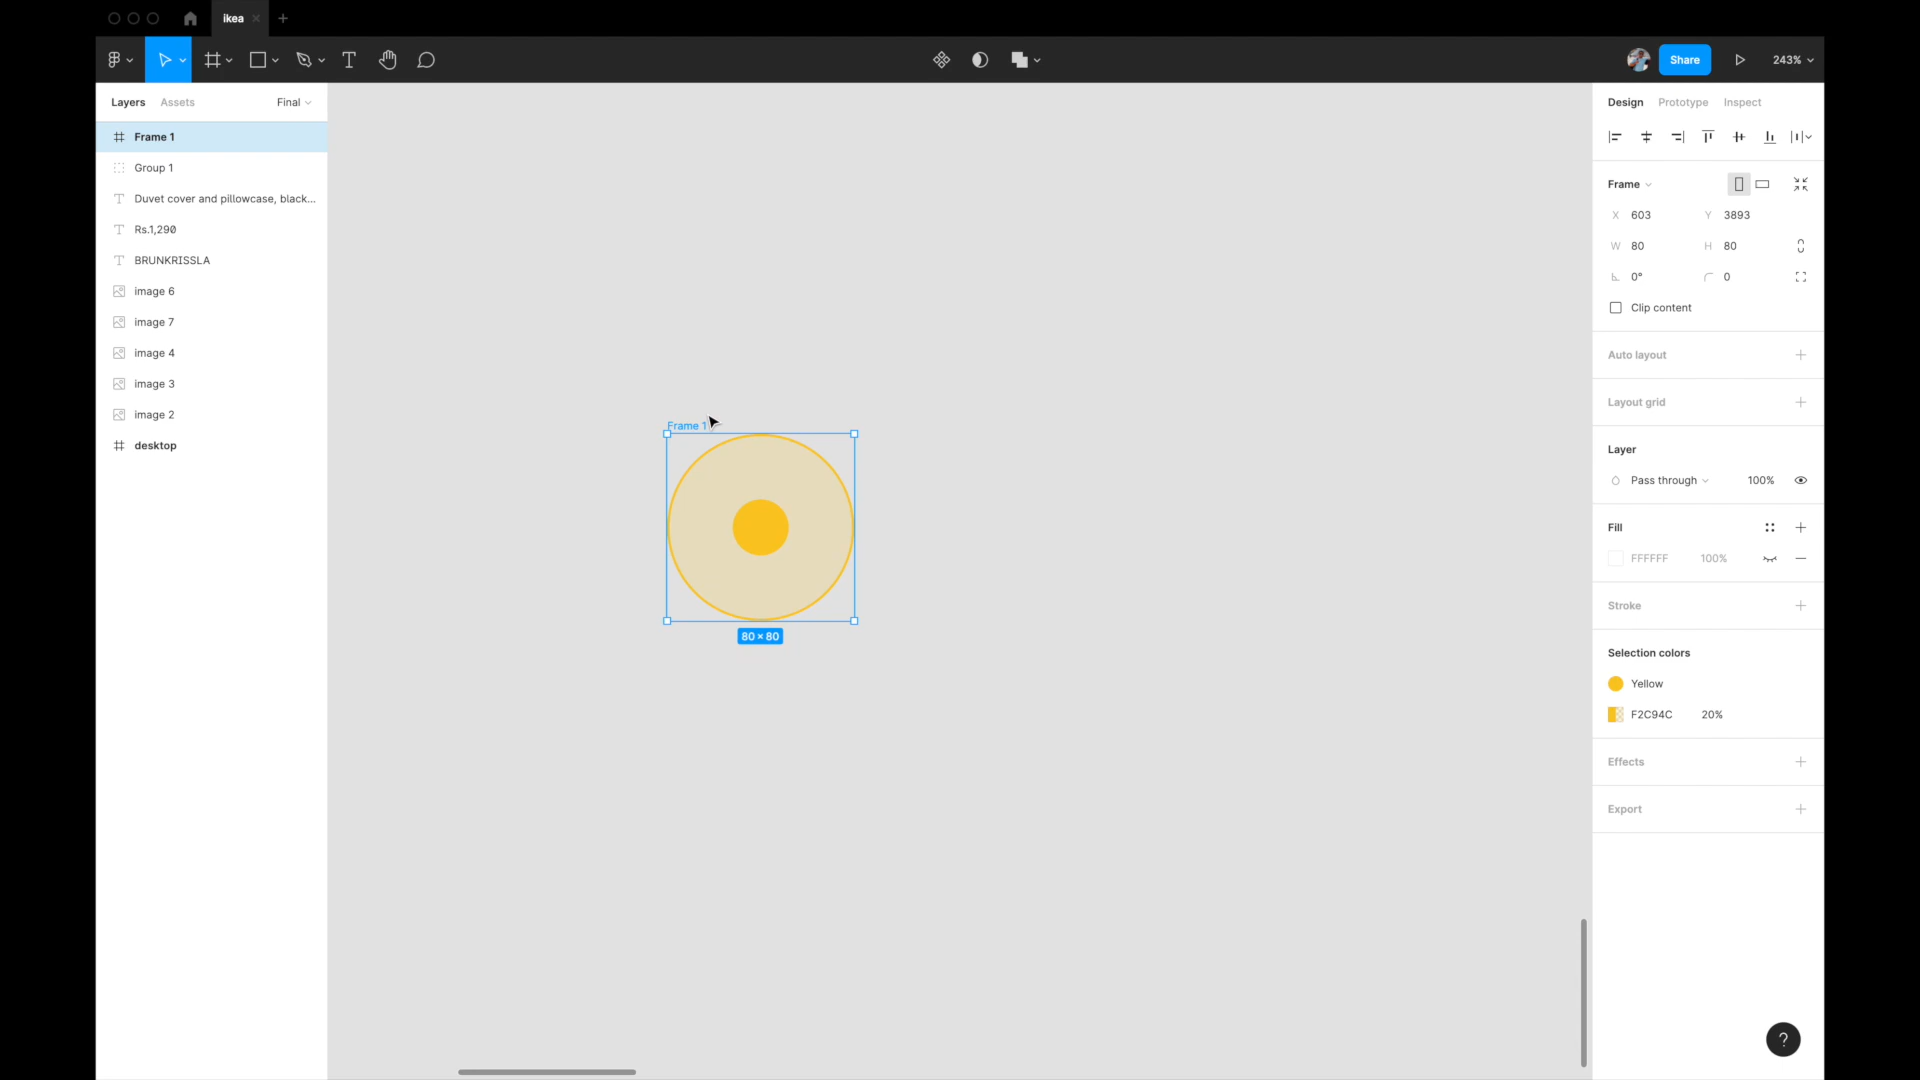 ikea
Share
243%
Layers Assets Final
Frame 1
Group 1
Duvet cover and pillowcase, black...
Rs.1,290
BRUNKRISSLA
image 6
image 7
image 4
image 3
image 2
desktop
Frame 1
80 × 80
Design Prototype Inspect
Frame
X 603 Y 3893
W 80 H 80
0° 0
Clip content
Auto layout
Layout grid
Layer
Pass through 100%
Fill
FFFFFF 100%
Stroke
Selection colors
Yellow
F2C94C 20%
Effects
Export
?